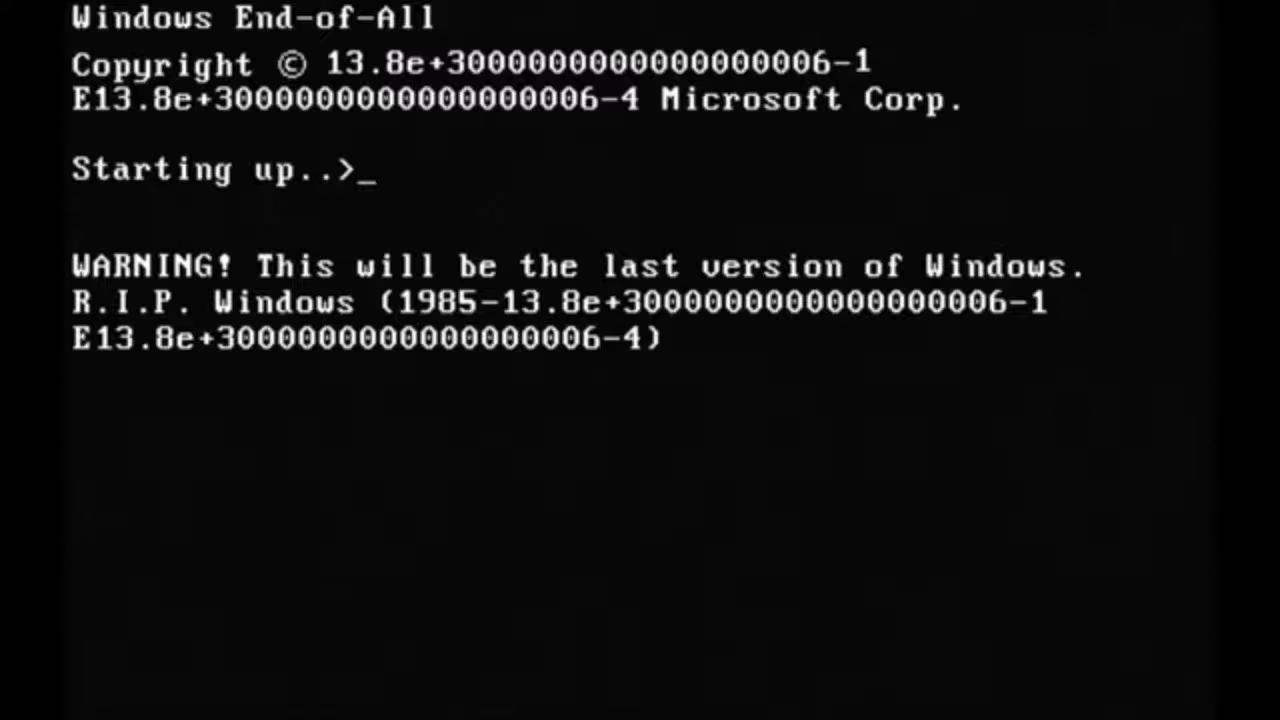 Windows End-of-All
Copyright © 13.8e+3000000000000000006-1
E13.8e+3000000000000000006-4 Microsoft Corp.
Starting up..>_
WARNING! This will be the last version of Windows.
R.I.P. Windows (1985-13.8e+3000000000000000006-1
E13.8e+3000000000000000006-4)